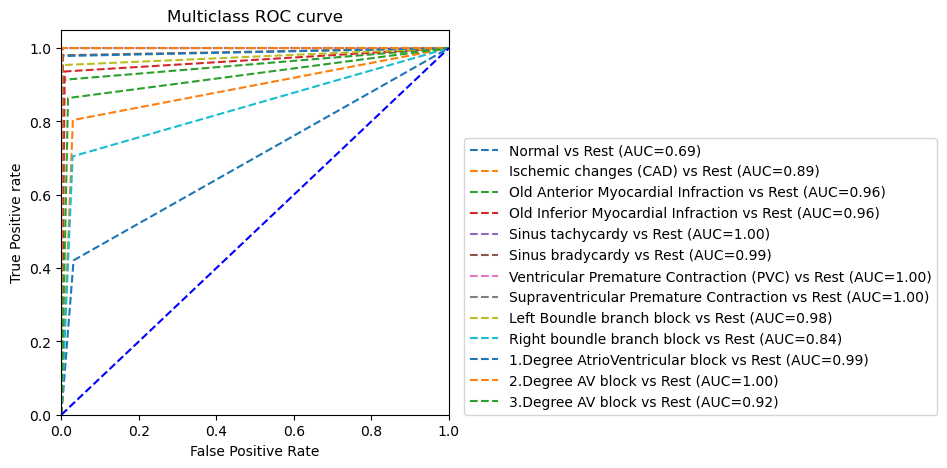 Multiclass ROC curve
True Positive rate
1.0
0.8
0.6
0.4
0.2
0.0
0.0 0.2 0.4 0.6 0.8 1.0
False Positive Rate
Normal vs Rest (AUC=0.69)
Ischemic changes (CAD) vs Rest (AUC=0.89)
Old Anterior Myocardial Infraction vs Rest (AUC=0.96)
Old Inferior Myocardial Infraction vs Rest (AUC=0.96)
Sinus tachycardy vs Rest (AUC=1.00)
Sinus bradycardy vs Rest (AUC=0.99)
Ventricular Premature Contraction (PVC) vs Rest (AUC=1.00)
Supraventricular Premature Contraction vs Rest (AUC=1.00)
Left Boundle branch block vs Rest (AUC=0.98)
Right boundle branch block vs Rest (AUC=0.84)
1.Degree AtrioVentricular block vs Rest (AUC=0.99)
2.Degree AV block vs Rest (AUC=1.00)
3.Degree AV block vs Rest (AUC=0.92)